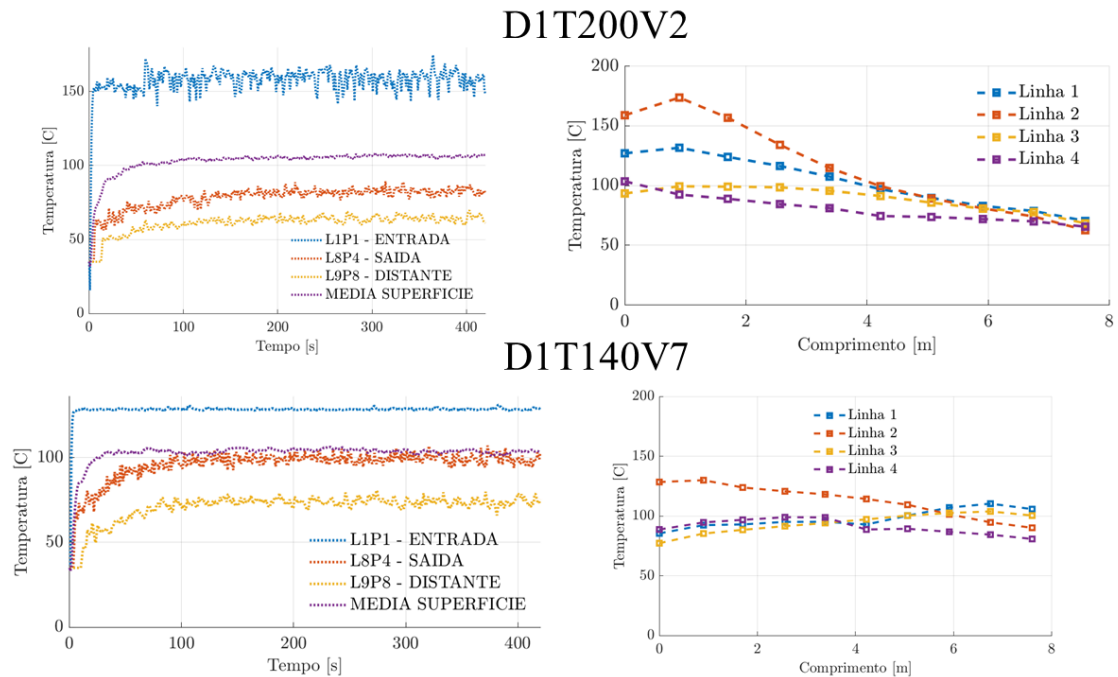 D1T200V2
Temperatura [C]
150
100
50
0
0 100 200 300 400
Tempo [s]
L1P1 - ENTRADA
L8P4 - SAIDA
L9P8 - DISTANTE
MEDIA SUPERFICIE
Temperatura [C]
200
150
100
50
0
0 2 4 6 8
Comprimento [m]
Linha 1
Linha 2
Linha 3
Linha 4
D1T140V7
Temperatura [C]
100
50
0
0 100 200 300 400
Tempo [s]
L1P1 - ENTRADA
L8P4 - SAIDA
L9P8 - DISTANTE
MEDIA SUPERFICIE
Temperatura [C]
200
150
100
50
0
0 2 4 6 8
Comprimento [m]
Linha 1
Linha 2
Linha 3
Linha 4